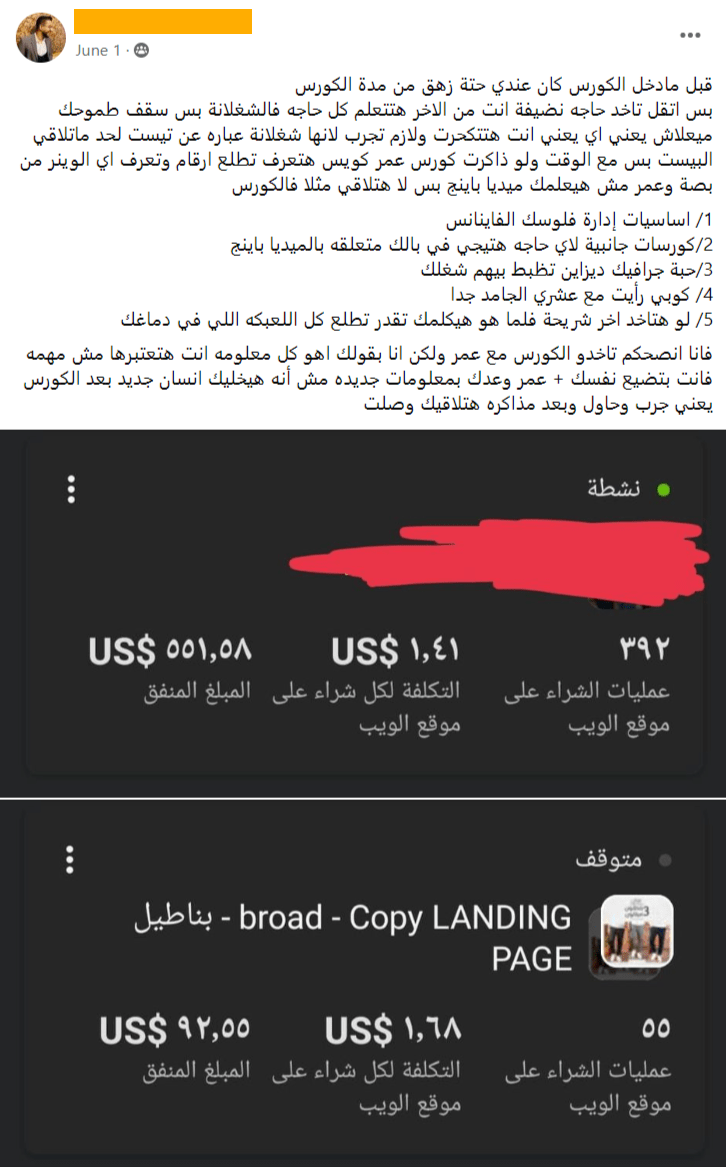 June 1
قبل مادخل الكورس كان عندي حتة زهق من مدة الكورس
بس اتقل تاخد حاجه نضيفة انت من الاخر هتتعلم كل حاجه فالشغلانة بس سقف طموحك
ميعلاش يعني اي يعني انت هتتكحرت ولازم تجرب لانها شغلانة عباره عن تيست لحد ماتلاقي
البيست بس مع الوقت ولو ذاكرت كورس عمر كويس هتعرف تطلع ارقام وتعرف اي الوينر من
بصة وعمر مش هيعلمك ميديا باينج بس لا هتلاقي مثلا فالكورس
1/ اساسيات إدارة فلوسك الفاينانس
2/كورسات جانبية لاي حاجه هتيجي في بالك متعلقه بالميديا باينج
3/حبة جرافيك ديزاين تظبط بيهم شغلك
4/ كوبي رأيت مع عشري الجامد جدا
5/ لو هتاخد اخر شريحة فلما هو هيكلمك تقدر تطلع كل اللعبكه اللي في دماغك
فانا انصحكم تاخدو الكورس مع عمر ولكن انا بقولك اهو كل معلومه انت هتعتبرها مش مهمه
فانت بتضيع نفسك + عمر وعدك بمعلومات جديده مش أنه هيخليك انسان جديد بعد الكورس
يعني جرب وحاول وبعد مذاكره هتلاقيك وصلت
نشطة
٣٩٢ US$ ١,٤١ US$ ٥٥١,٥٨
عمليات الشراء على التكلفة لكل شراء على المبلغ المنفق
موقع الويب موقع الويب
متوقف
بناطيل - broad - Copy LANDING
PAGE
٥٥ US$ ١,٦٨ US$ ٩٢,٥٥
عمليات الشراء على التكلفة لكل شراء على المبلغ المنفق
موقع الويب موقع الويب